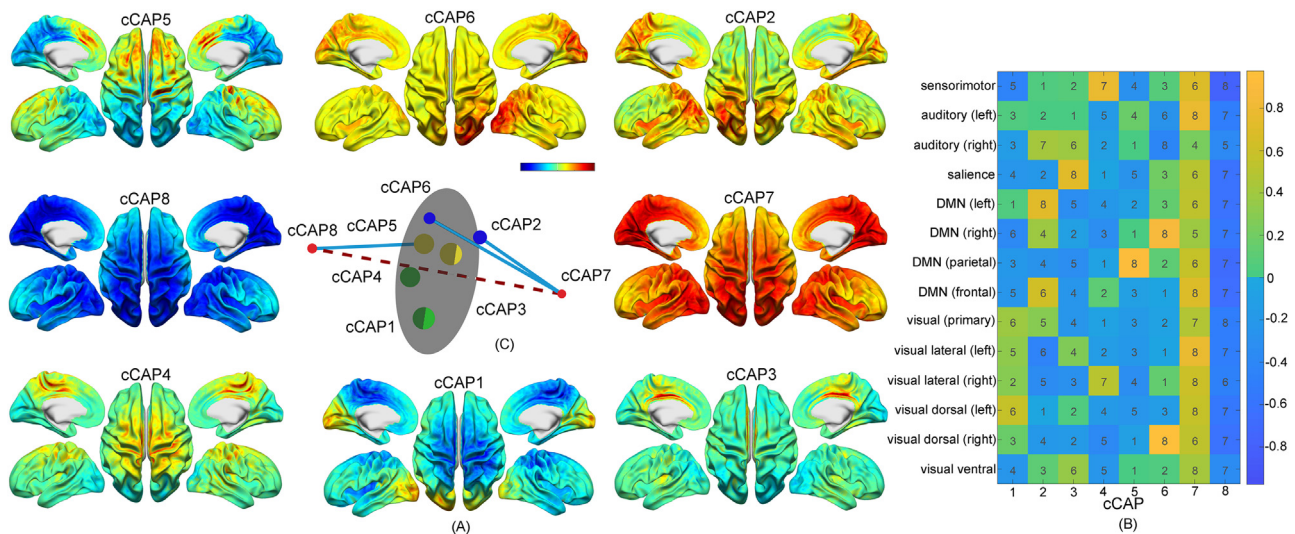 cCAP5
cCAP6
cCAP2
cCAP8
cCAP7
cCAP4
cCAP1
cCAP3
(A)
cCAP6
cCAP8
cCAP5
cCAP2
cCAP4
cCAP7
cCAP3
cCAP1
(C)
sensorimotor 5 1 2 7 4 3 6 8
auditory (left) 3 2 1 5 4 6 8 7
auditory (right) 3 7 6 2 1 8 4 5
salience 4 2 8 1 5 3 6 7
DMN (left) 1 8 5 4 2 3 6 7
DMN (right) 6 4 2 3 1 8 5 7
DMN (parietal) 3 4 5 1 8 2 6 7
DMN (frontal) 5 6 4 2 3 1 8 7
visual (primary) 6 5 4 1 3 2 7 8
visual lateral (left) 5 6 4 2 3 1 8 7
visual lateral (right) 2 5 3 7 4 1 8 6
visual dorsal (left) 6 1 2 4 5 3 8 7
visual dorsal (right) 3 4 2 5 1 8 6 7
visual ventral 4 3 6 5 1 2 8 7
1 2 3 4 5 6 7 8
cCAP
(B)
0.8
0.6
0.4
0.2
0
-0.2
-0.4
-0.6
-0.8